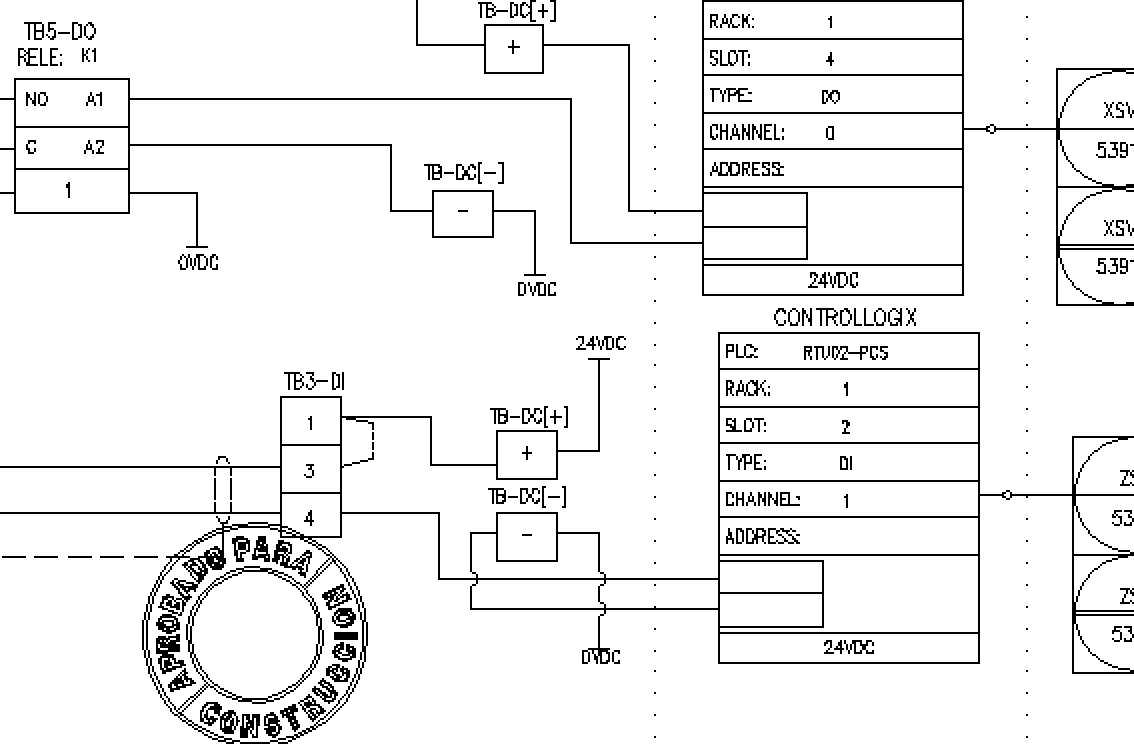 TB5-DO
RELE: K1
NO A1
C A2
1
0VDC
TB-DC[+]
+
TB-DC[-]
-
0VDC
RACK: 1
SLOT: 4
TYPE: DO
CHANNEL: 0
ADDRESS:
24VDC
XSV
539
XSV
539
CONTROLLOGIX
PLC: RTU02-PCS
RACK: 1
SLOT: 2
TYPE: DI
CHANNEL: 1
ADDRESS:
24VDC
TB3-DI
1
3
4
24VDC
TB-DC[+]
+
TB-DC[-]
-
0VDC
ZS
53
ZS
53
APROBADO PARA
CONSTRUCCION